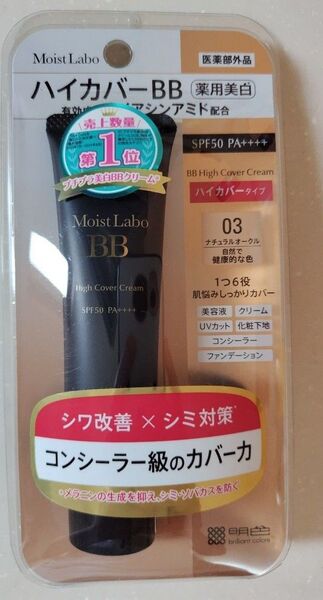 Moist Labo
医薬部外品
ハイカバーBB
薬用美白
アシンアミド配合
SPF50 PA++++
売上数量
第1位
プチプラ美白BBクリーム
BB High Cover Cream
ハイカバータイプ
03
ナチュラルオークル
自然で
健康的な色
Moist Labo
BB
High Cover Cream
SPF50 PA++++
1つ6役
肌悩みしっかりカバー
美容液 クリーム
UVカット 化粧下地
コンシーラー
ファンデーション
シワ改善 × シミ対策*
コンシーラー級のカバー力
*メラニンの生成を抑え、シミ・ソバカスを防ぐ
明色
brilliant colors